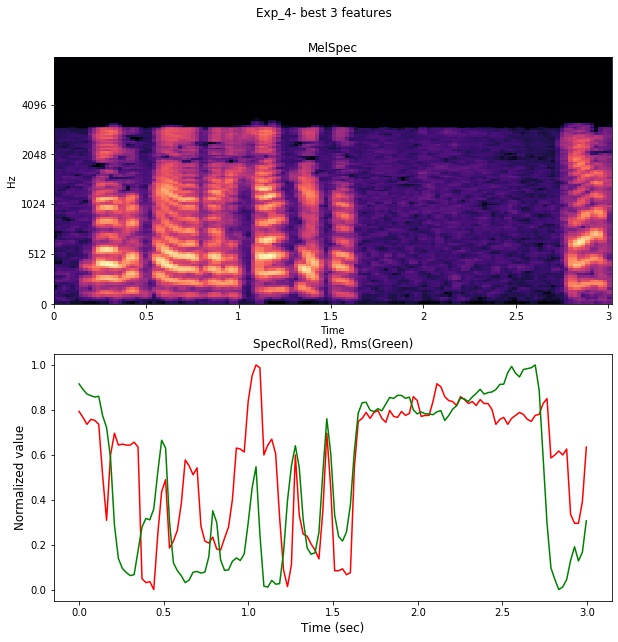 Exp_4- best 3 features
MelSpec
4096
2048
1024
512
0
Hz
0 0.5 1 1.5 2 2.5 3
Time
SpecRol(Red), Rms(Green)
1.0
0.8
0.6
0.4
0.2
0.0
Normalized value
0.0 0.5 1.0 1.5 2.0 2.5 3.0
Time (sec)